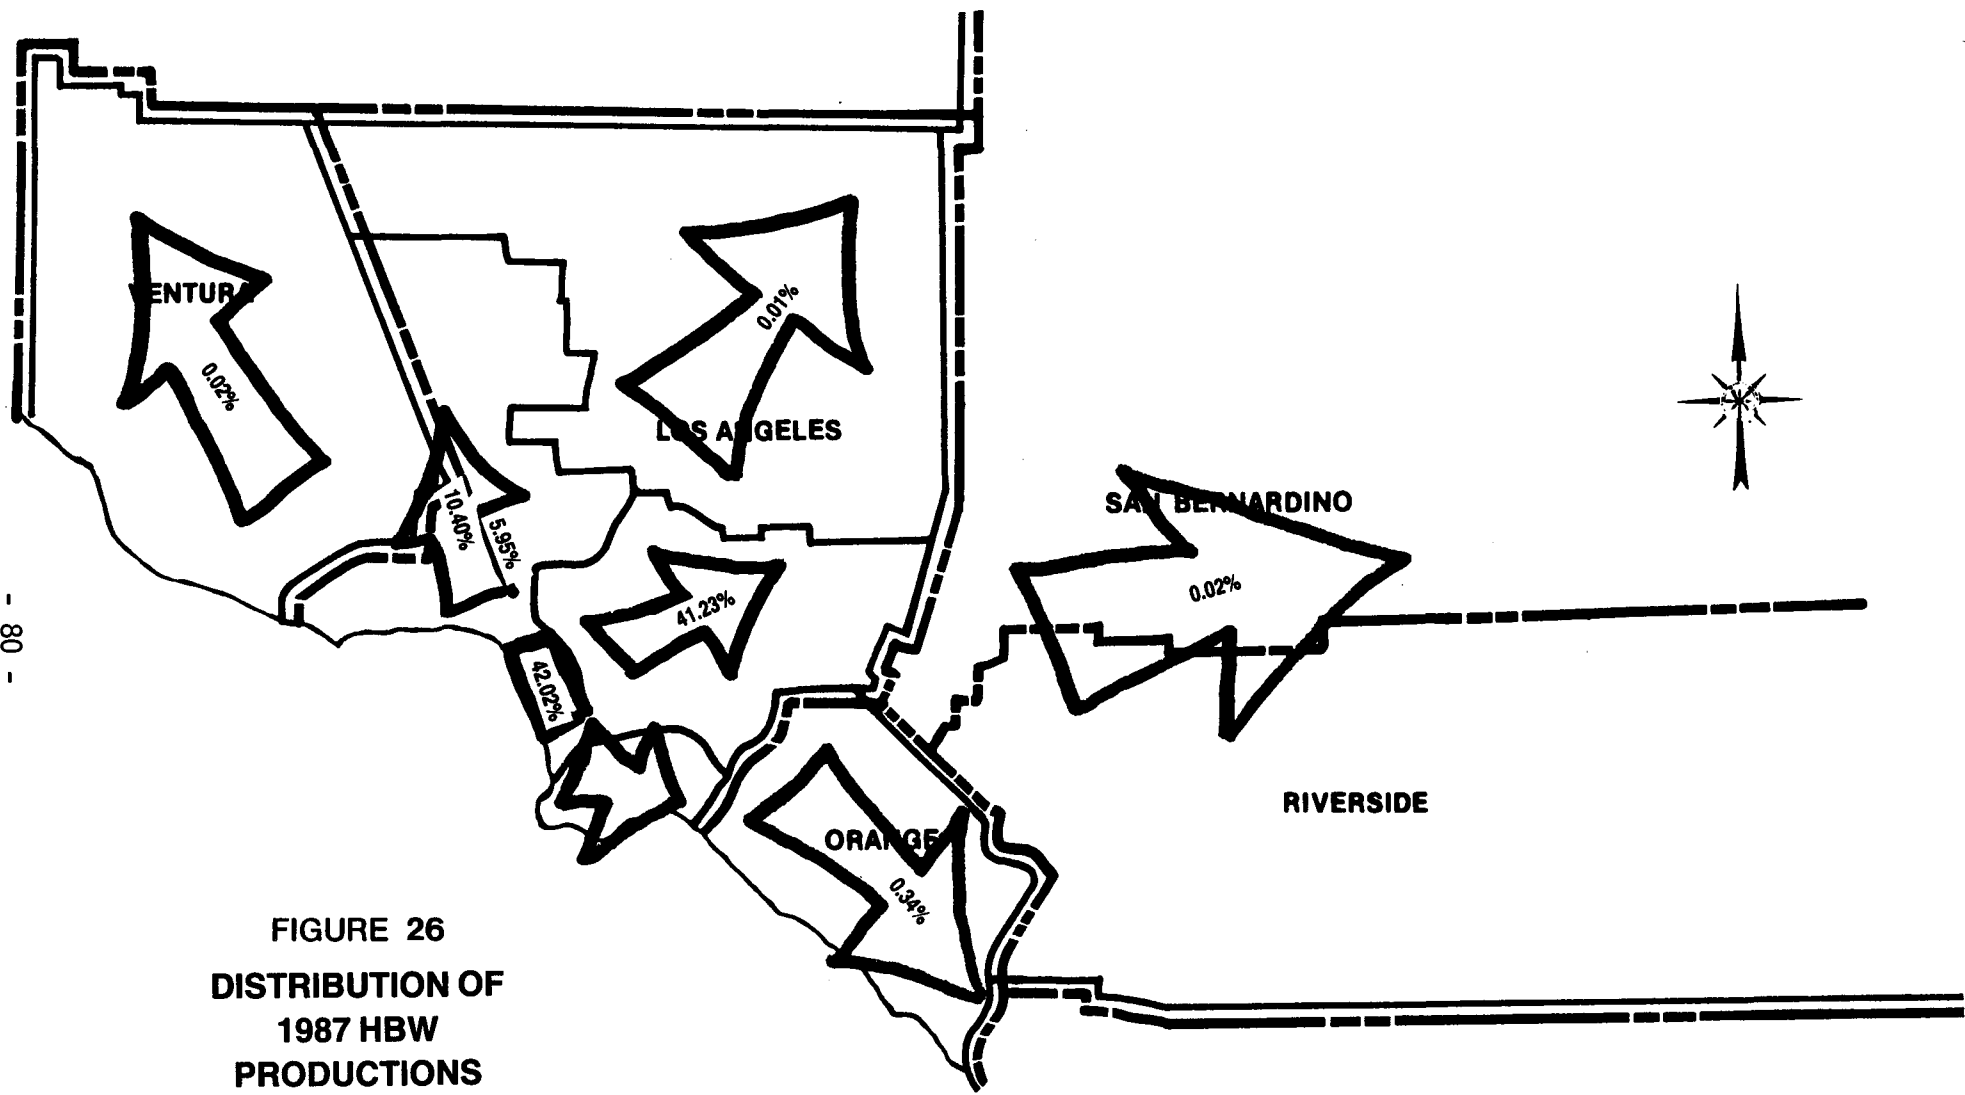 VENTURA
0.02%
0.01%
LOS ANGELES
10.40%
5.95%
41.23%
42.02%
SAN BERNARDINO
0.02%
RIVERSIDE
ORANGE
0.34%
- 80 -
FIGURE 26
DISTRIBUTION OF
1987 HBW
PRODUCTIONS